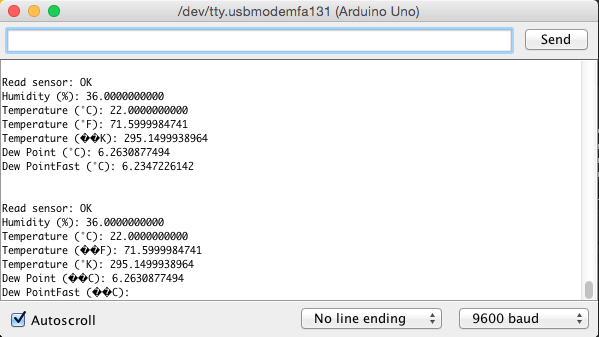 /dev/tty.usbmodemfa131 (Arduino Uno)
Send
Read sensor: OK
Humidity (%): 36.0000000000
Temperature (°C): 22.0000000000
Temperature (°F): 71.5999984741
Temperature (��K): 295.1499938964
Dew Point (°C): 6.2630877494
Dew PointFast (°C): 6.2347226142
Read sensor: OK
Humidity (%): 36.0000000000
Temperature (°C): 22.0000000000
Temperature (��F): 71.5999984741
Temperature (°K): 295.1499938964
Dew Point (��C): 6.2630877494
Dew PointFast (��C):
Autoscroll
No line ending
9600 baud